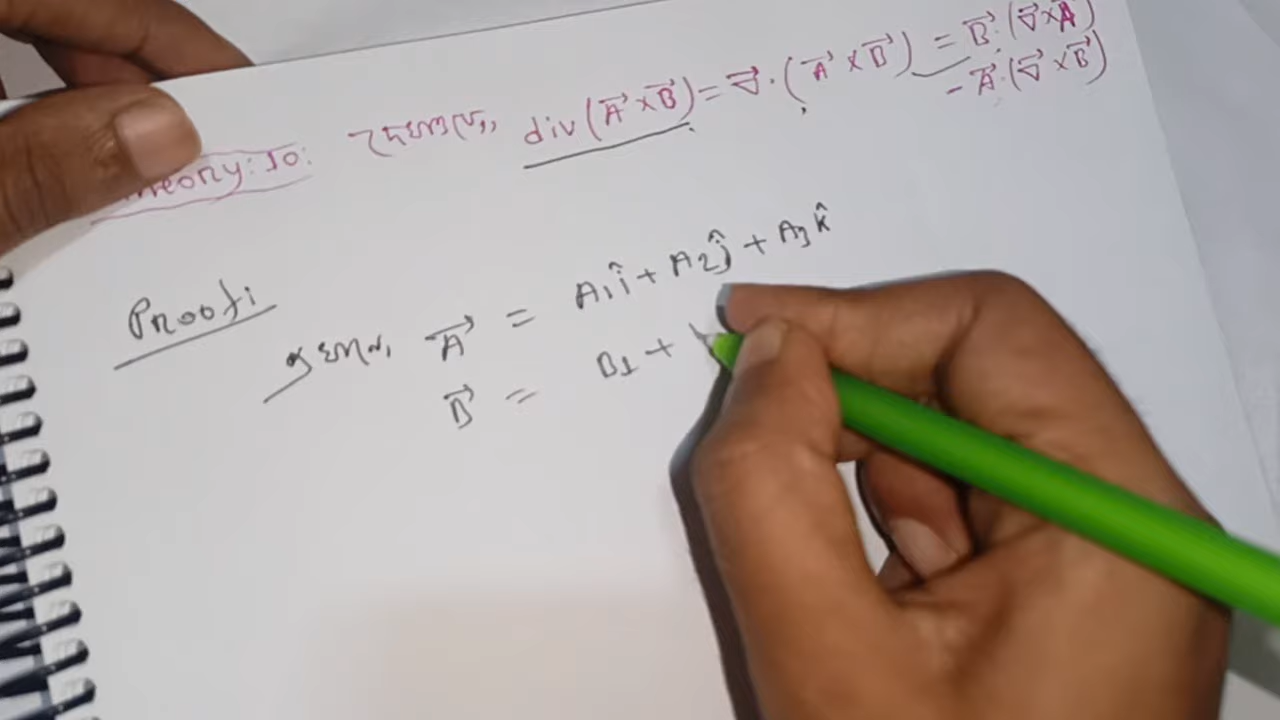 Theory: 10: দেখাও যে, div(A⃗ × B⃗) = ∇⃗ · (A⃗ × B⃗) = B⃗ · (∇⃗ × A⃗)
− A⃗ · (∇⃗ × B⃗)
Proof:
A⃗ = A₁î + A₂ĵ + A₃k̂
B⃗ = B₁ +